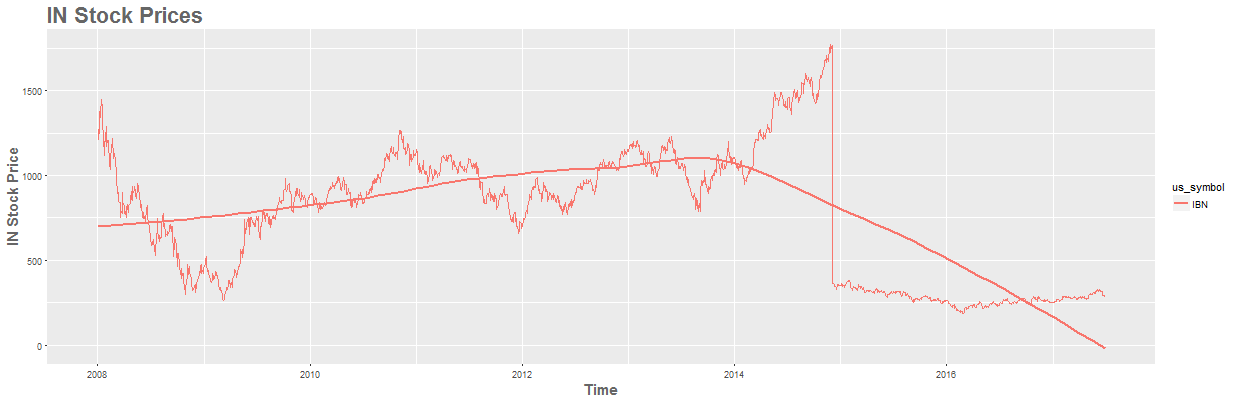 IN Stock Prices
IN Stock Price
1500
1000
500
0
2008
2010
2012
2014
2016
Time
us_symbol
IBN